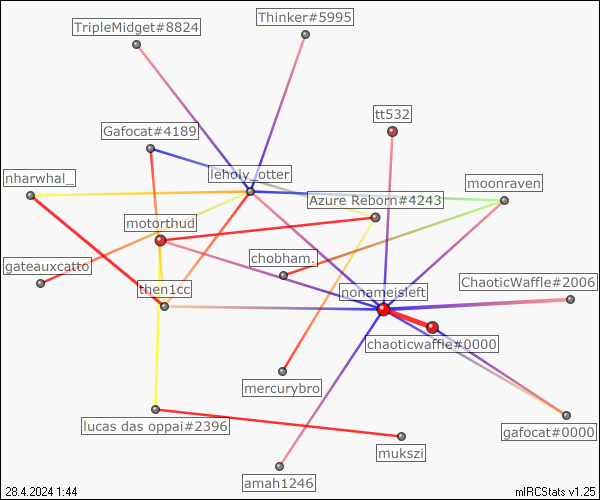 Thinker#5995
TripleMidget#8824
tt532
Gafocat#4189
nharwhal_
leholy_otter
moonraven
Azure Reborn#4243
motorthud
gateauxcatto
chobham.
ChaoticWaffle#2006
then1cc
nonameisleft
chaoticwaffle#0000
mercurybro
lucas das oppai#2396
gafocat#0000
mukszi
amah1246
28.4.2024 1:44
mIRCStats v1.25